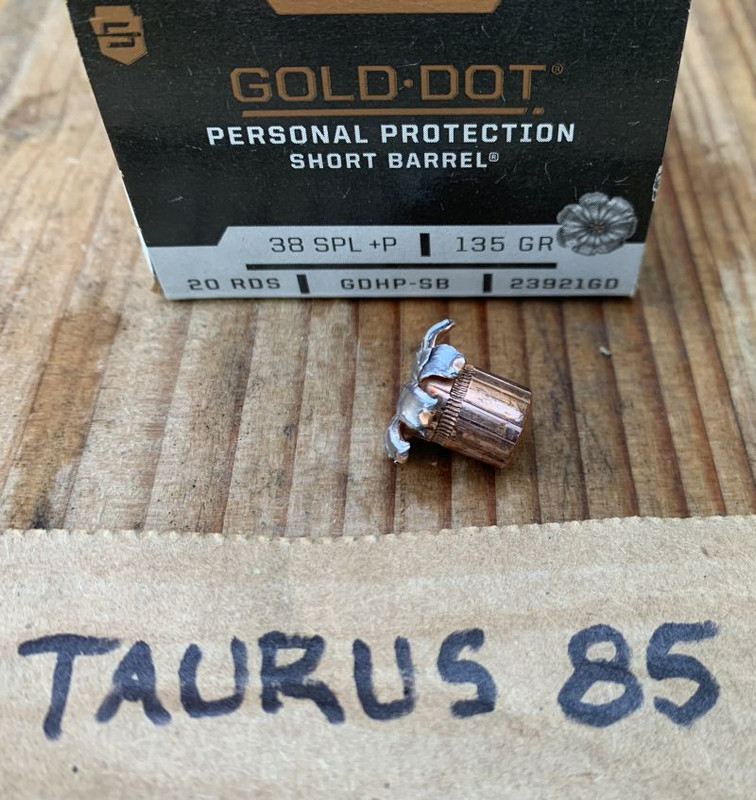 GOLD·DOT®
PERSONAL PROTECTION
SHORT BARREL®
38 SPL +P | 135 GR
20 RDS | GDHP-SB | 23921GD
TAURUS 85